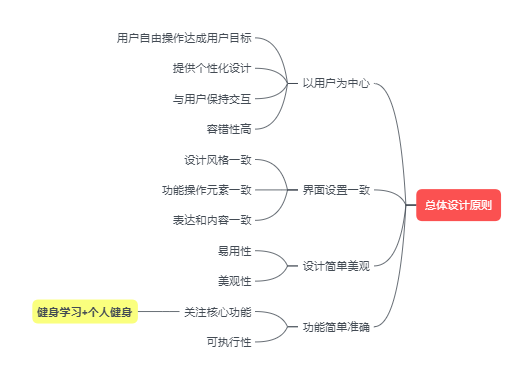 用户自由操作达成用户目标
提供个性化设计
与用户保持交互
容错性高
以用户为中心
设计风格一致
功能操作元素一致
表达和内容一致
界面设置一致
总体设计原则
易用性
美观性
设计简单美观
健身学习+个人健身
关注核心功能
可执行性
功能简单准确